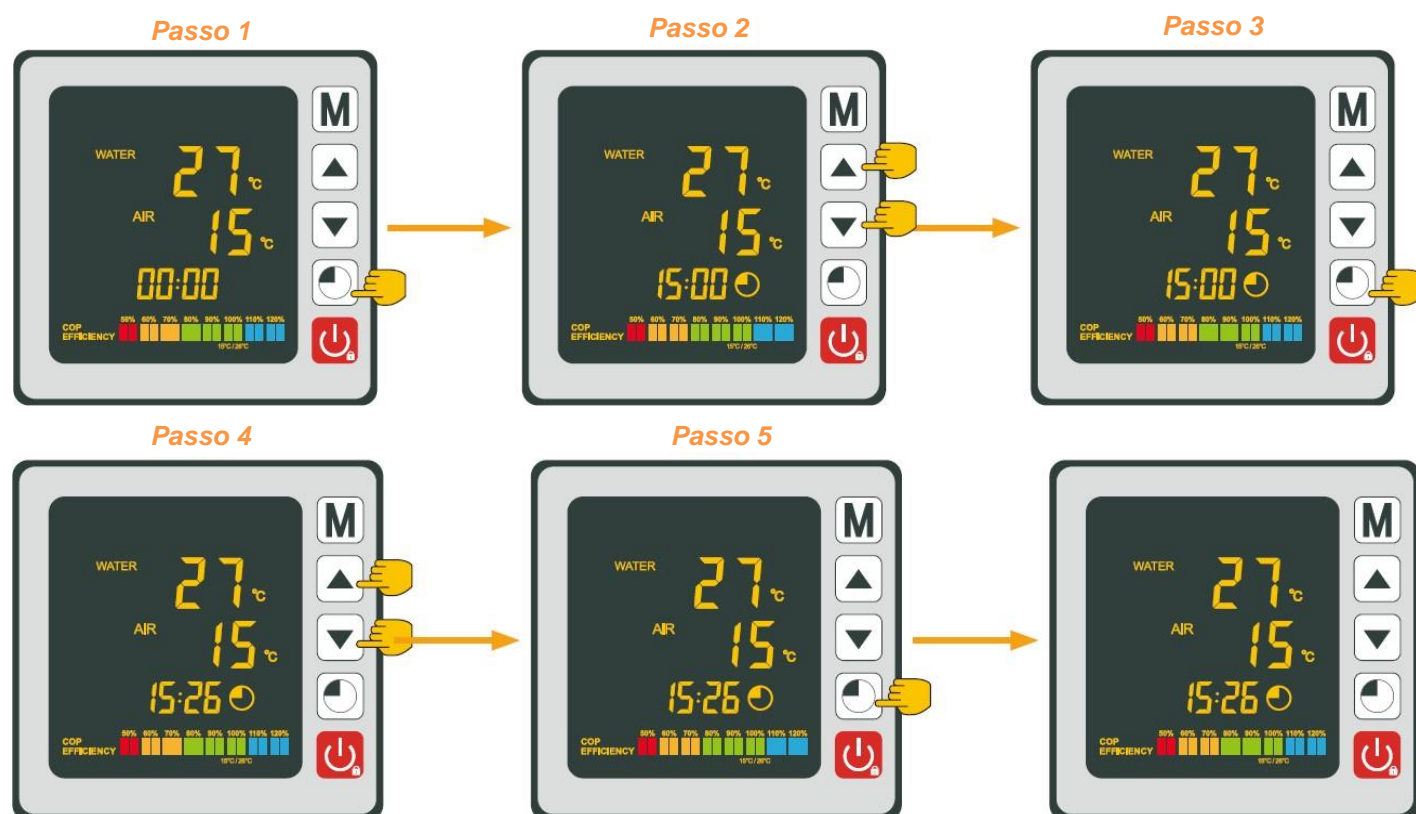 Passo 1
Passo 2
Passo 3
M
WATER 27 °C
AIR 15 °C
00:00
50% 60% 70% 80% 90% 100% 110% 120%
COP
EFFICIENCY
15°C / 26°C
M
WATER 27 °C
AIR 15 °C
15:00
50% 60% 70% 80% 90% 100% 110% 120%
COP
EFFICIENCY
15°C / 26°C
M
WATER 27 °C
AIR 15 °C
15:00
50% 60% 70% 80% 90% 100% 110% 120%
COP
EFFICIENCY
15°C / 26°C
Passo 4
Passo 5
M
WATER 27 °C
AIR 15 °C
15:26
50% 60% 70% 80% 90% 100% 110% 120%
COP
EFFICIENCY
15°C / 26°C
M
WATER 27 °C
AIR 15 °C
15:26
50% 60% 70% 80% 90% 100% 110% 120%
COP
EFFICIENCY
15°C / 26°C
M
WATER 27 °C
AIR 15 °C
15:26
50% 60% 70% 80% 90% 100% 110% 120%
COP
EFFICIENCY
15°C / 26°C